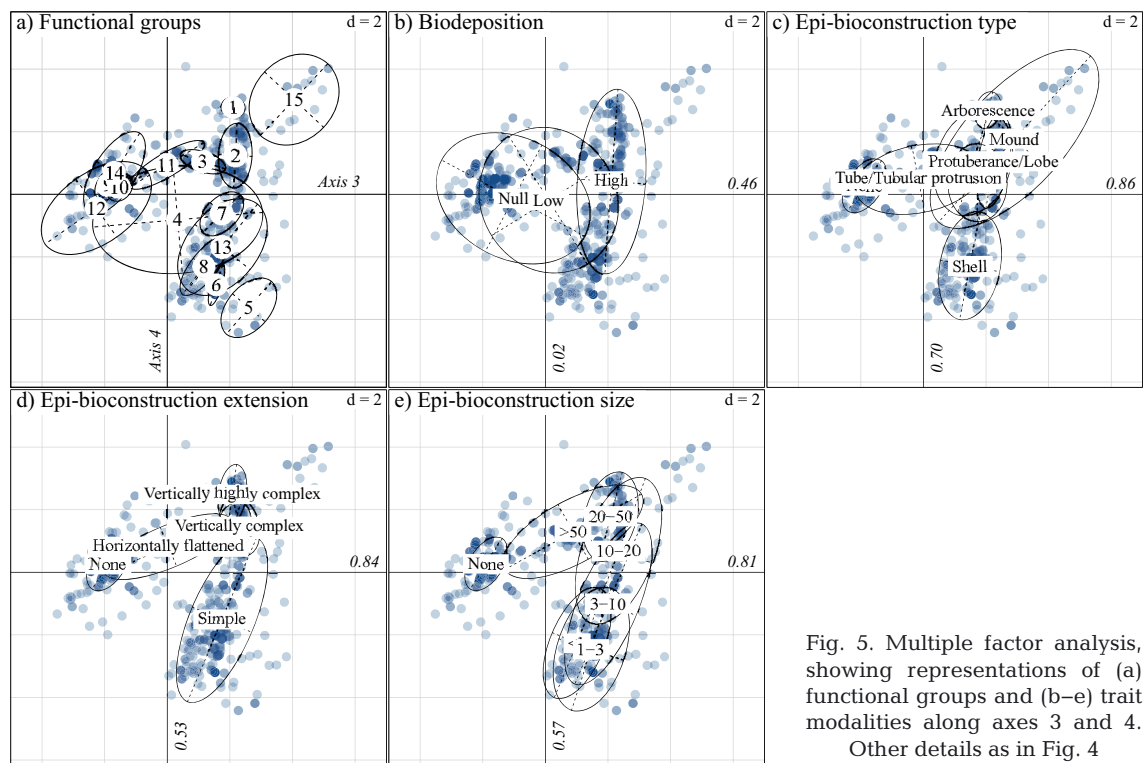 a) Functional groups d = 2
1
15
2
3
11
14
10
12
4
7
13
8
6
5
Axis 3
Axis 4
b) Biodeposition d = 2
High
Null Low
0.46
0.02
c) Epi-bioconstruction type d = 2
Arborescence
Mound
Protuberance/Lobe
Tube/Tubular protrusion
Shell
0.86
0.70
d) Epi-bioconstruction extension d = 2
Vertically highly complex
Vertically complex
Horizontally flattened
None
Simple
0.84
0.53
e) Epi-bioconstruction size d = 2
20−50
>50
10−20
None
3−10
1−3
0.81
0.57
Fig. 5. Multiple factor analysis,
showing representations of (a)
functional groups and (b−e) trait
modalities along axes 3 and 4.
Other details as in Fig. 4